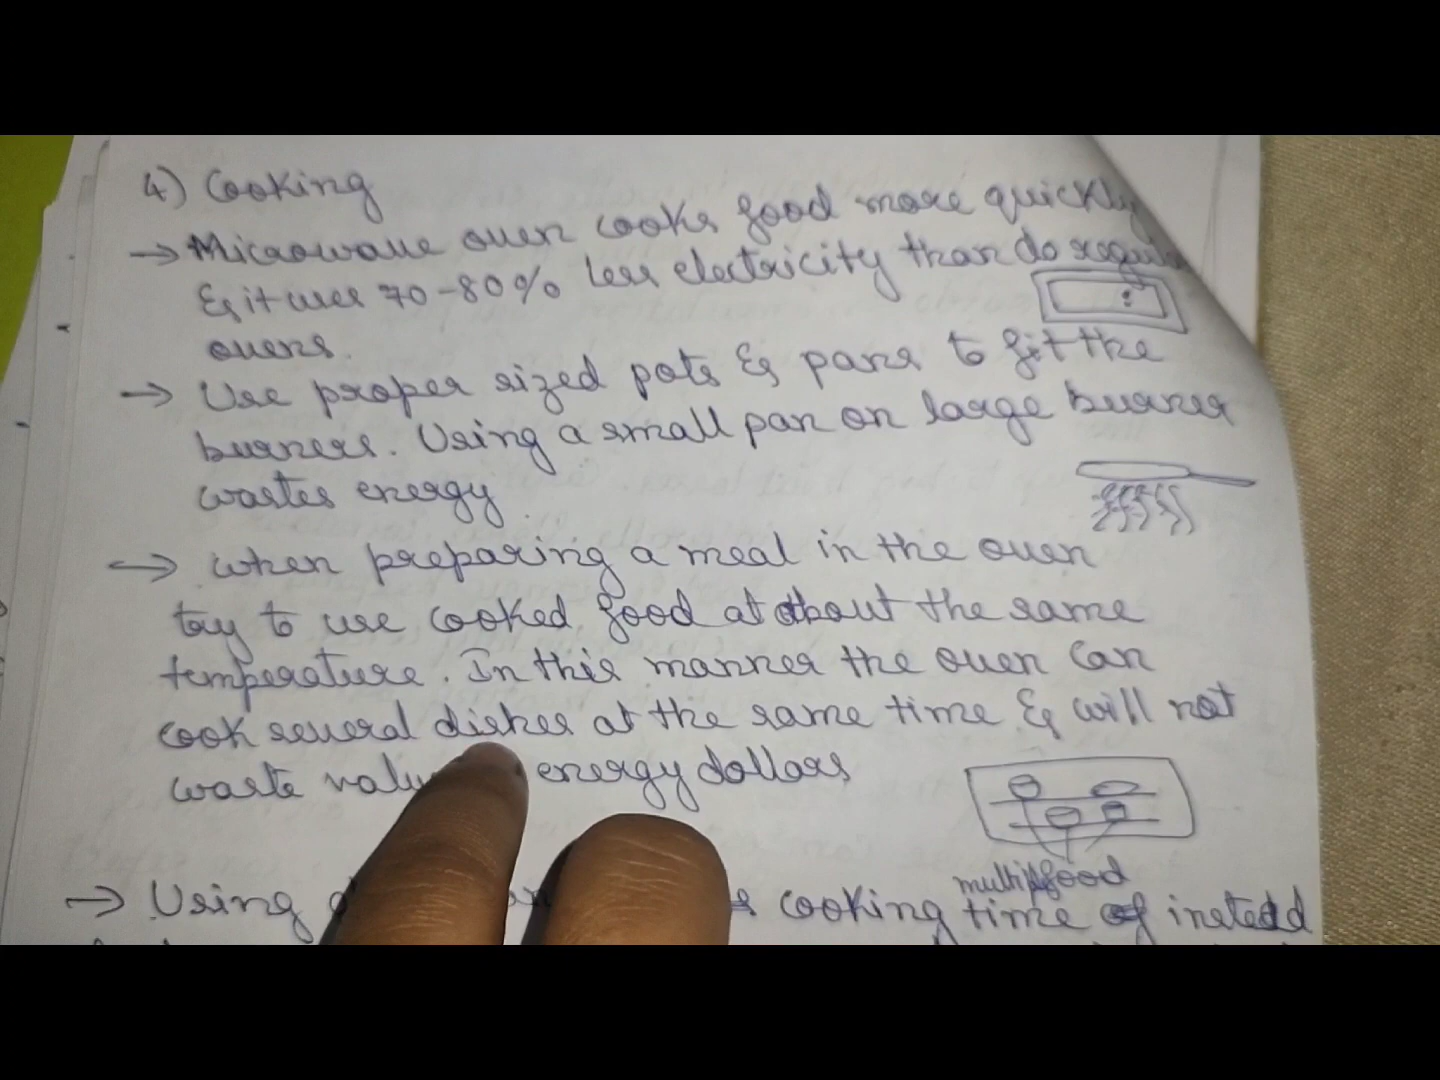 4) Cooking
→ Microwave oven cooks food more quickly
& it uses 70-80% less electricity than do
ovens.
→ Use proper sized pots & pans to fit the
burners. Using a small pan on large burner
wastes energy
→ when preparing a meal in the oven
try to use cooked food at about the same
temperature. In this manner the oven can
cook several dishes at the same time & will not
waste energy dollars
multipfood
→ Using cooking time of instead